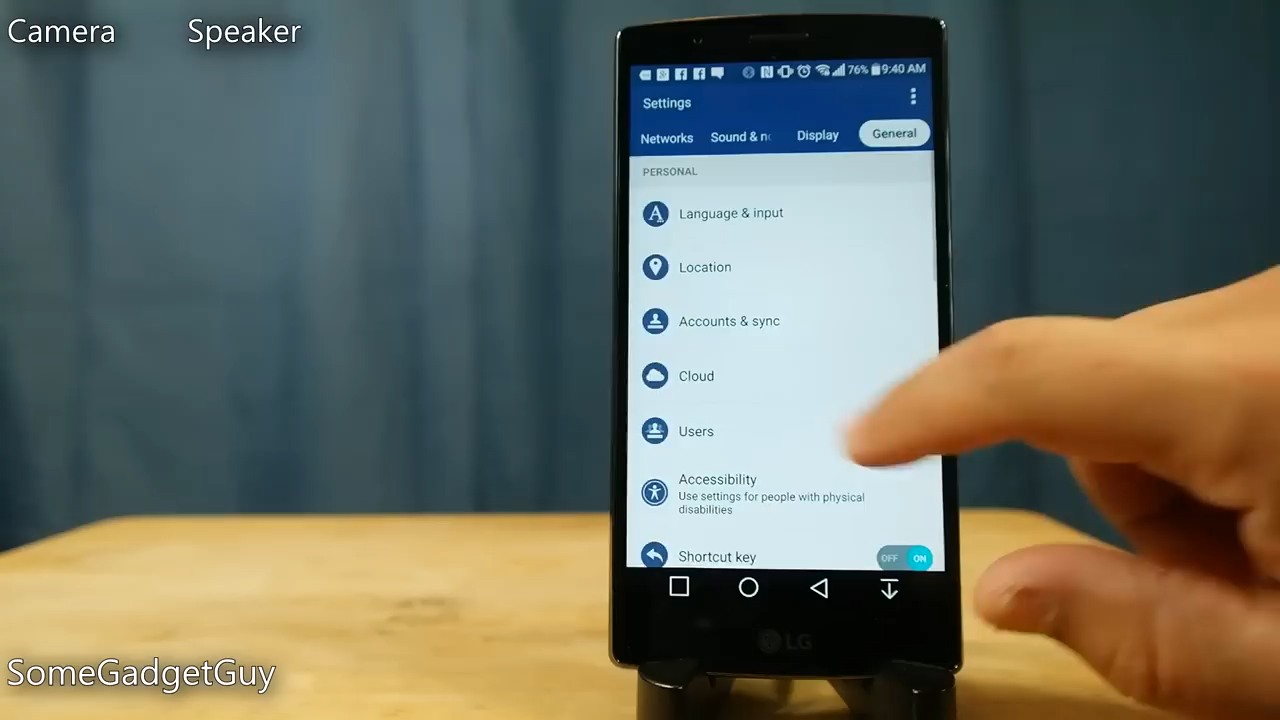 Camera Speaker
76% 9:40 AM
Settings
Networks Sound & n Display General
PERSONAL
Language & input
Location
Accounts & sync
Cloud
Users
Accessibility
Use settings for people with physical
disabilities
Shortcut key OFF ON
LG
SomeGadgetGuy